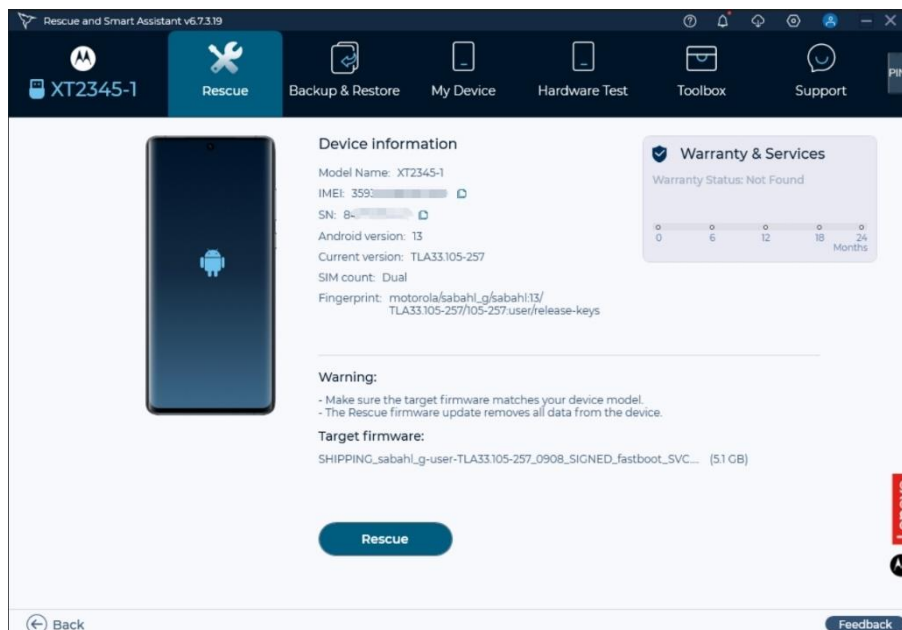 Rescue and Smart Assistant v6.7.3.19
XT2345-1
Rescue
Backup & Restore
My Device
Hardware Test
Toolbox
Support
Device information
Model Name: XT2345-1
IMEI: 3593
SN: 84
Android version: 13
Current version: TLA33.105-257
SIM count: Dual
Fingerprint: motorola/sabahl_g/sabahl:13/
TLA33.105-257/105-257:user/release-keys
Warranty & Services
Warranty Status: Not Found
0 6 12 18 24
Months
Warning:
- Make sure the target firmware matches your device model.
- The Rescue firmware update removes all data from the device.
Target firmware:
SHIPPING_sabahl_g-user-TLA33.105-257_0908_SIGNED_fastboot_SVC... (5.1 GB)
Rescue
Back
Feedback